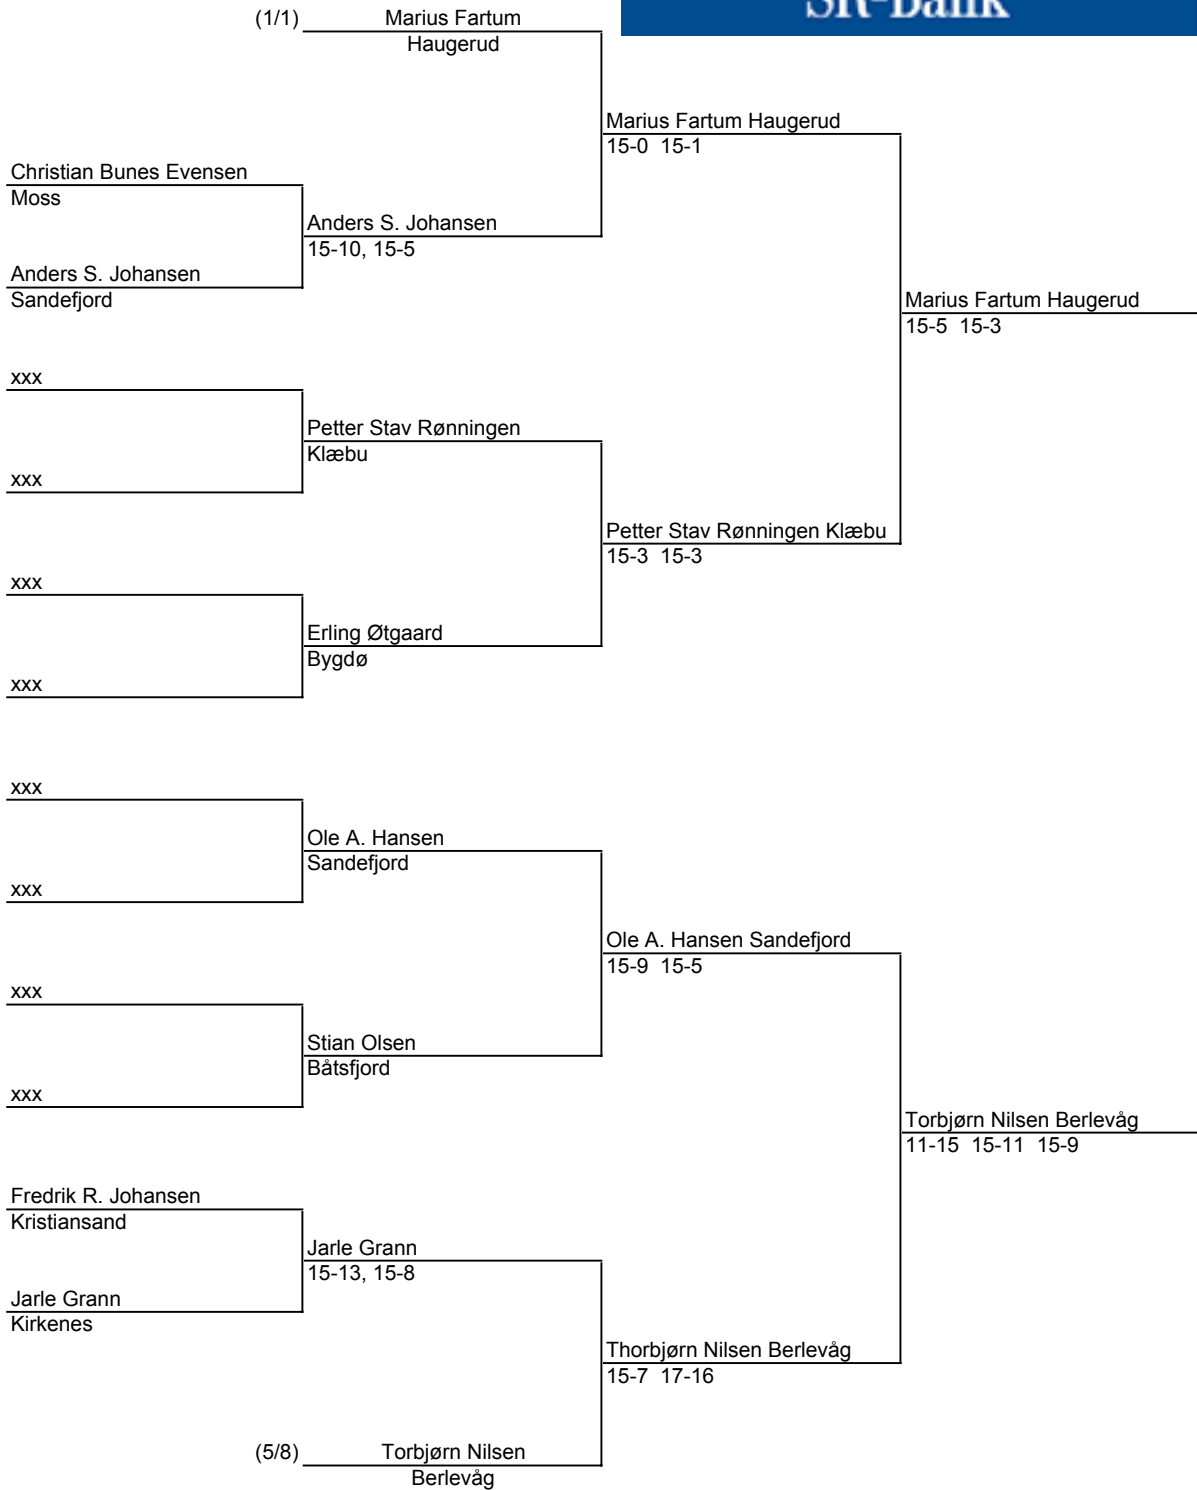 SR-Bank
(1/1) Marius Fartum
Haugerud
Marius Fartum Haugerud
15-0 15-1
Christian Bunes Evensen
Moss
Anders S. Johansen
15-10, 15-5
Anders S. Johansen
Sandefjord
Marius Fartum Haugerud
15-5 15-3
xxx
Petter Stav Rønningen
Klæbu
xxx
Petter Stav Rønningen Klæbu
15-3 15-3
xxx
Erling Øtgaard
Bygdø
xxx
xxx
Ole A. Hansen
Sandefjord
xxx
Ole A. Hansen Sandefjord
15-9 15-5
xxx
Stian Olsen
Båtsfjord
xxx
Torbjørn Nilsen Berlevåg
11-15 15-11 15-9
Fredrik R. Johansen
Kristiansand
Jarle Grann
15-13, 15-8
Jarle Grann
Kirkenes
Thorbjørn Nilsen Berlevåg
15-7 17-16
(5/8) Torbjørn Nilsen
Berlevåg